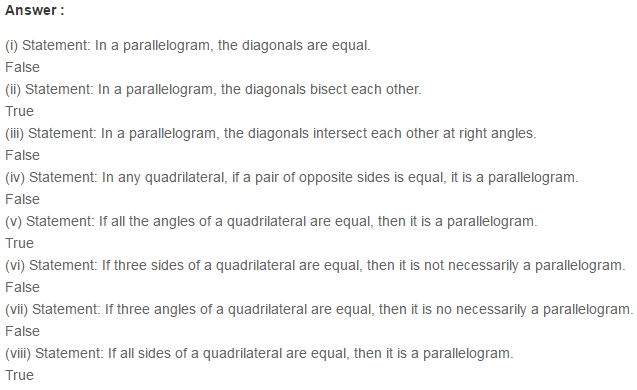 Answer :
(i) Statement: In a parallelogram, the diagonals are equal.
False
(ii) Statement: In a parallelogram, the diagonals bisect each other.
True
(iii) Statement: In a parallelogram, the diagonals intersect each other at right angles.
False
(iv) Statement: In any quadrilateral, if a pair of opposite sides is equal, it is a parallelogram.
False
(v) Statement: If all the angles of a quadrilateral are equal, then it is a parallelogram.
True
(vi) Statement: If three sides of a quadrilateral are equal, then it is not necessarily a parallelogram.
False
(vii) Statement: If three angles of a quadrilateral are equal, then it is no necessarily a parallelogram.
False
(viii) Statement: If all sides of a quadrilateral are equal, then it is a parallelogram.
True